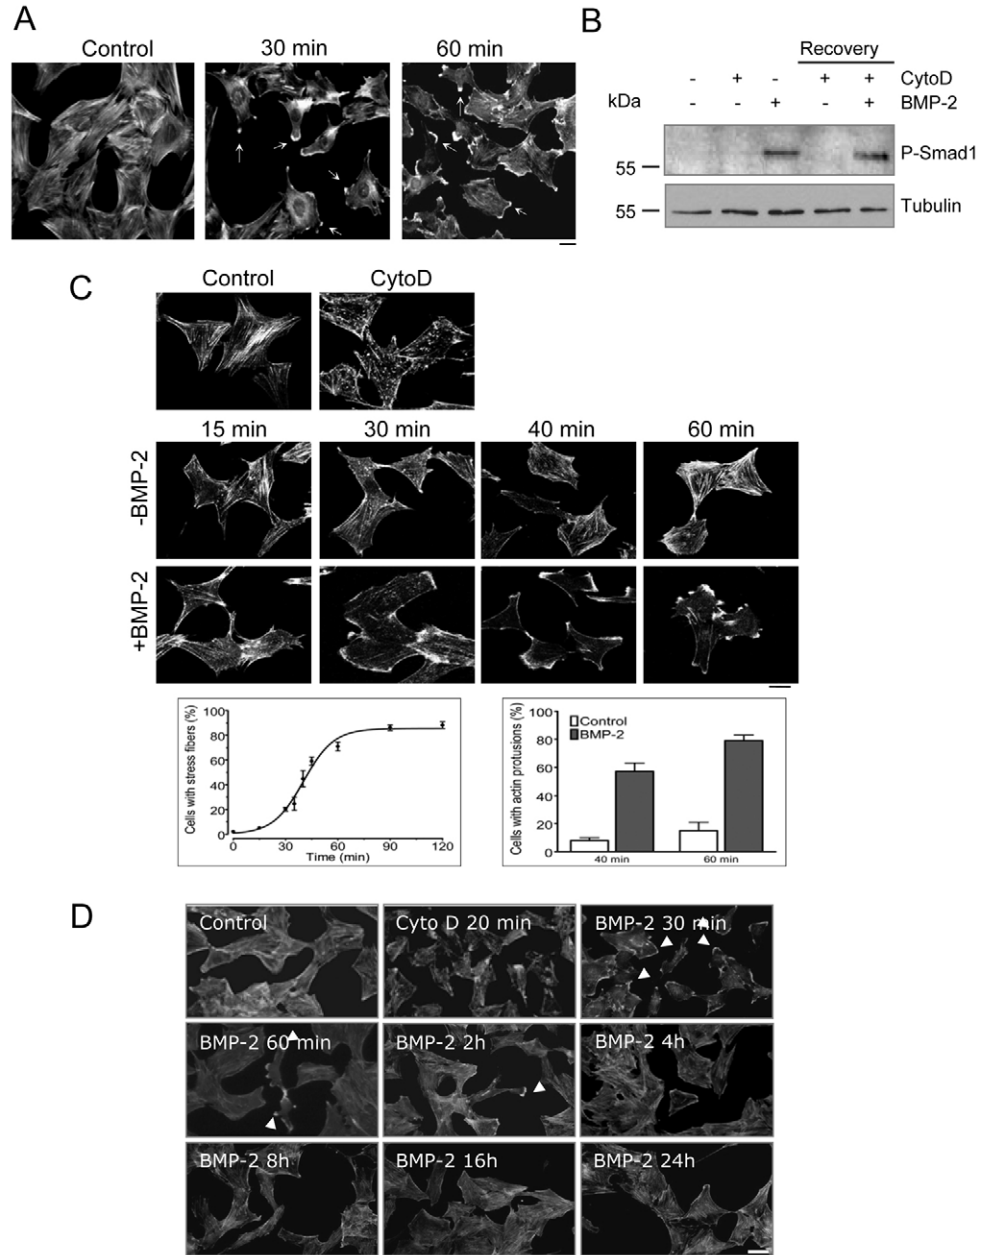 A
Control 30 min 60 min
B
Recovery
- + - + + CytoD
kDa - - + - + BMP-2
55 P-Smad1
55 Tubulin
C
Control CytoD
15 min 30 min 40 min 60 min
-BMP-2
+BMP-2
Cells with stress fibers (%)
100
80
60
40
20
0
0 30 60 90 120
Time (min)
Cells with actin protusions (%)
100
80
60
40
20
0
Control
BMP-2
40 min 60 min
D
Control Cyto D 20 min BMP-2 30 min
BMP-2 60 min BMP-2 2h BMP-2 4h
BMP-2 8h BMP-2 16h BMP-2 24h